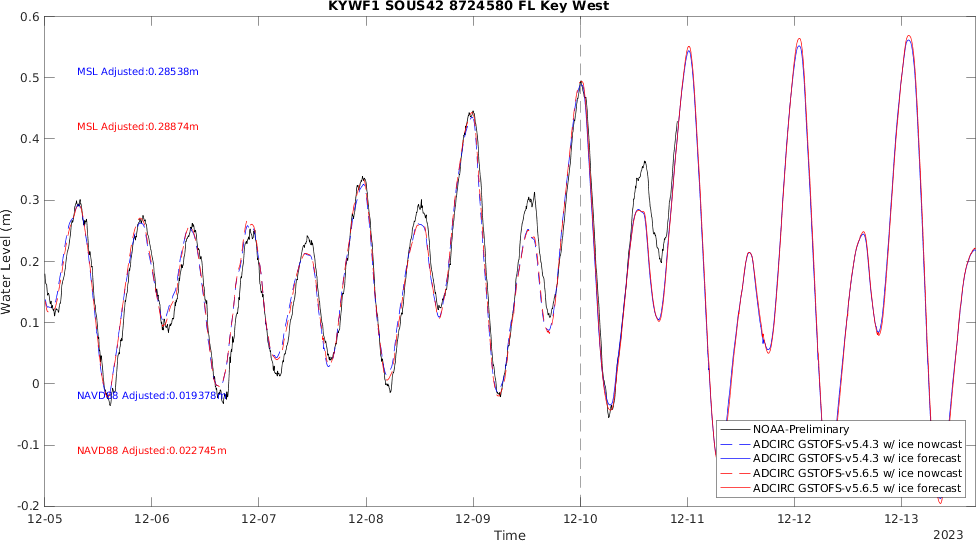 KYWF1 SOUS42 8724580 FL Key West
0.6
0.5
0.4
0.3
0.2
0.1
0
-0.1
-0.2
Water Level (m)
MSL Adjusted:0.28538m
MSL Adjusted:0.28874m
NAVD88 Adjusted:0.019378m
NAVD88 Adjusted:0.022745m
NOAA-Preliminary
ADCIRC GSTOFS-v5.4.3 w/ ice nowcast
ADCIRC GSTOFS-v5.4.3 w/ ice forecast
ADCIRC GSTOFS-v5.6.5 w/ ice nowcast
ADCIRC GSTOFS-v5.6.5 w/ ice forecast
12-05 12-06 12-07 12-08 12-09 12-10 12-11 12-12 12-13
Time
2023